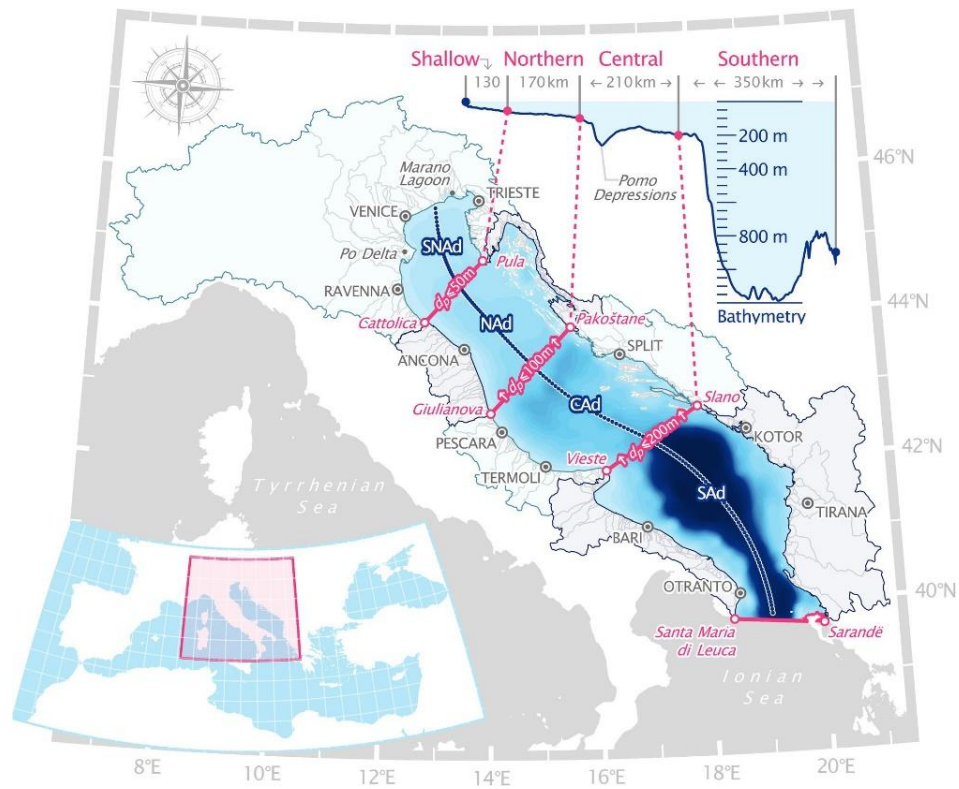 Shallow Northern Central Southern
130 170km 210km 350km
200 m
400 m
800 m
Bathymetry
Pomo
Depressions
46°N
44°N
42°N
40°N
Marano
Lagoon
TRIESTE
VENICE
SNAd
Po Delta
Pula
RAVENNA
dₚ≤50m
Cattolica
NAd
Pakoštane
ANCONA
SPLIT
dₚ≤100m
Giulianova
CAd
Slano
PESCARA
dₚ≤200m
KOTOR
Vieste
TERMOLI
Tyrrhenian
Sea
SAd
TIRANA
BARI
OTRANTO
Santa Maria
di Leuca
Sarandë
Ionian
Sea
8°E 10°E 12°E 14°E 16°E 18°E 20°E